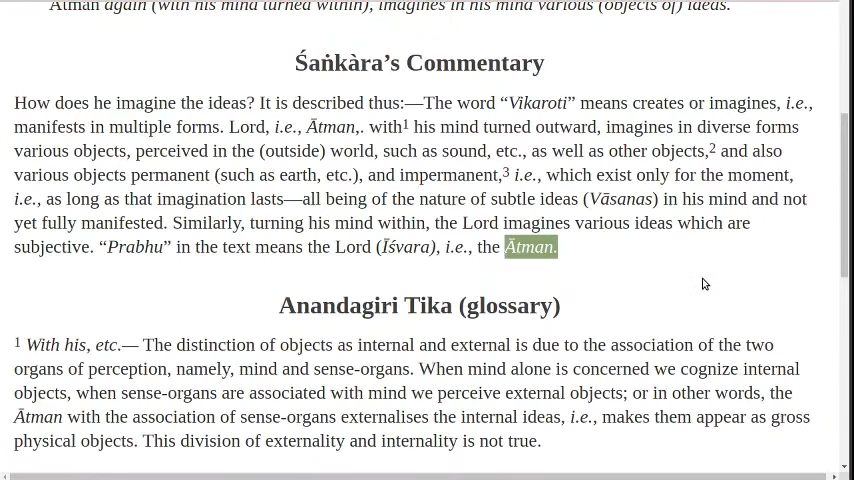 Ātman again (with his mind turned within), imagines in his mind various (objects of) ideas.
Śaṅkàra’s Commentary
How does he imagine the ideas? It is described thus:—The word “Vikaroti” means creates or imagines, i.e.,
manifests in multiple forms. Lord, i.e., Ātman,. with1 his mind turned outward, imagines in diverse forms
various objects, perceived in the (outside) world, such as sound, etc., as well as other objects,2 and also
various objects permanent (such as earth, etc.), and impermanent,3 i.e., which exist only for the moment,
i.e., as long as that imagination lasts—all being of the nature of subtle ideas (Vāsanas) in his mind and not
yet fully manifested. Similarly, turning his mind within, the Lord imagines various ideas which are
subjective. “Prabhu” in the text means the Lord (Īśvara), i.e., the Ātman.
Anandagiri Tika (glossary)
1 With his, etc.— The distinction of objects as internal and external is due to the association of the two
organs of perception, namely, mind and sense-organs. When mind alone is concerned we cognize internal
objects, when sense-organs are associated with mind we perceive external objects; or in other words, the
Ātman with the association of sense-organs externalises the internal ideas, i.e., makes them appear as gross
physical objects. This division of externality and internality is not true.